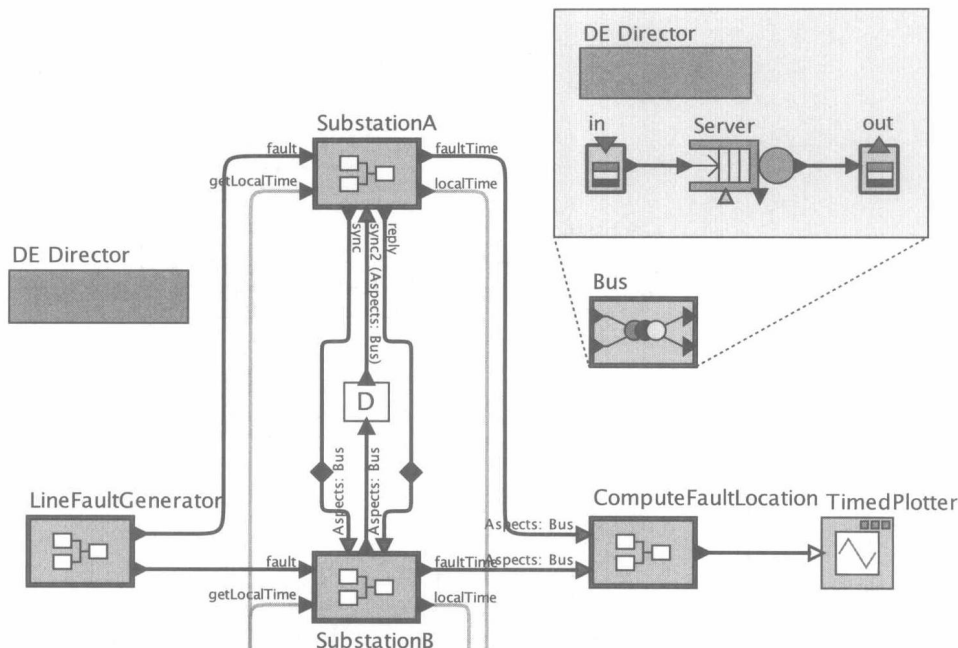 DE Director
in
Server
out
SubstationA
fault
faultTime
getLocalTime
localTime
sync
sync2 (Aspects: Bus)
reply
DE Director
Bus
D
Aspects: Bus
Aspects: Bus
LineFaultGenerator
ComputeFaultLocation
TimedPlotter
Aspects: Bus
fault
faultTime
Aspects: Bus
getLocalTime
localTime
SubstationB